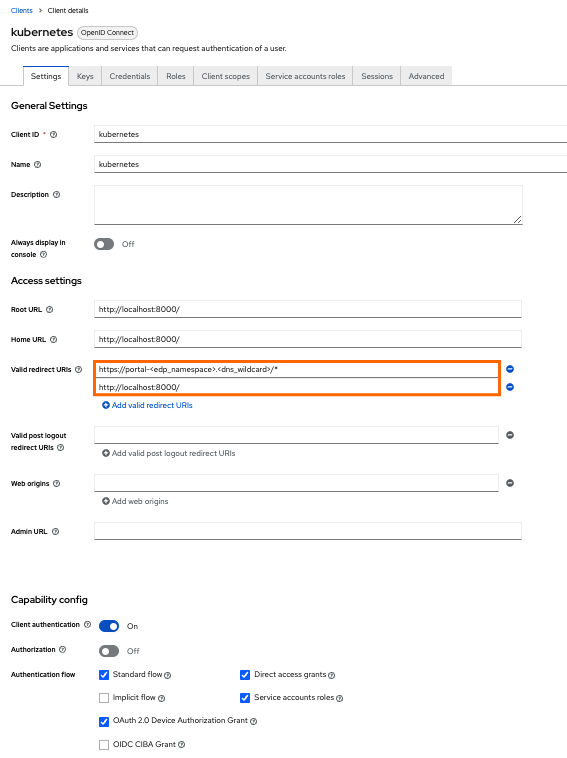 Clients > Client details
kubernetes OpenID Connect
Clients are applications and services that can request authentication of a user.
Settings Keys Credentials Roles Client scopes Service accounts roles Sessions Advanced
General Settings
Client ID * kubernetes
Name kubernetes
Description
Always display in
console
Off
Access settings
Root URL http://localhost:8000/
Home URL http://localhost:8000/
Valid redirect URIs https://portal-<edp_namespace>.<dns_wildcard>/*
http://localhost:8000/
Add valid redirect URIs
Valid post logout
redirect URIs
Add valid post logout redirect URIs
Web origins
Add web origins
Admin URL
Capability config
Client authentication On
Authorization Off
Authentication flow Standard flow Direct access grants
Implicit flow Service accounts roles
OAuth 2.0 Device Authorization Grant
OIDC CIBA Grant